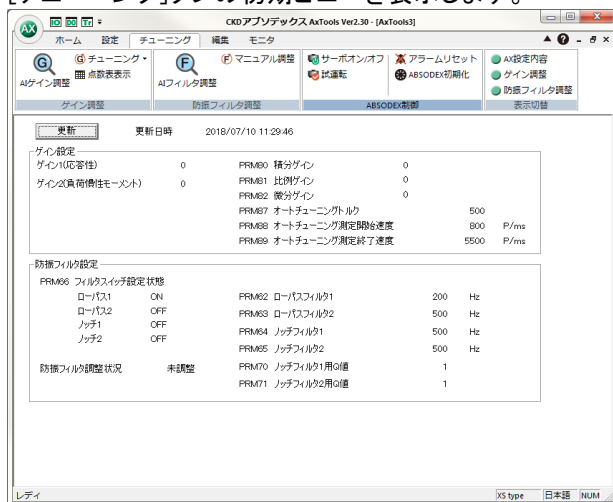 [チューニング]タブの初期ビューを表示します。
AX IO DO Tr CKDアブソデックス AxTools Ver2.30 - [AxTools3]
ホーム 設定 チューニング 編集 モニタ
G チューニング F マニュアル調整 サーボオン/オフ アラームリセット AX設定内容
点数表表示 試運転 ABSODEX初期化 ゲイン調整
AIゲイン調整 AIフィルタ調整 防振フィルタ調整
ゲイン調整 防振フィルタ調整 ABSODEX制御 表示切替
更新 更新日時 2018/07/10 11:29:46
ゲイン設定
ゲイン1(応答性) 0 PRM80 積分ゲイン 0
ゲイン2(負荷慣性モーメント) 0 PRM81 比例ゲイン 0
PRM82 微分ゲイン 0
PRM87 オートチューニングトルク 500
PRM88 オートチューニング測定開始速度 800 P/ms
PRM89 オートチューニング測定終了速度 5500 P/ms
防振フィルタ設定
PRM66 フィルタスイッチ設定状態
ローパス1 ON PRM62 ローパスフィルタ1 200 Hz
ローパス2 OFF PRM63 ローパスフィルタ2 500 Hz
ノッチ1 OFF PRM64 ノッチフィルタ1 500 Hz
ノッチ2 OFF PRM65 ノッチフィルタ2 500 Hz
防振フィルタ調整状況 未調整 PRM70 ノッチフィルタ1用Q値 1
PRM71 ノッチフィルタ2用Q値 1
レディ XS type 日本語 NUM